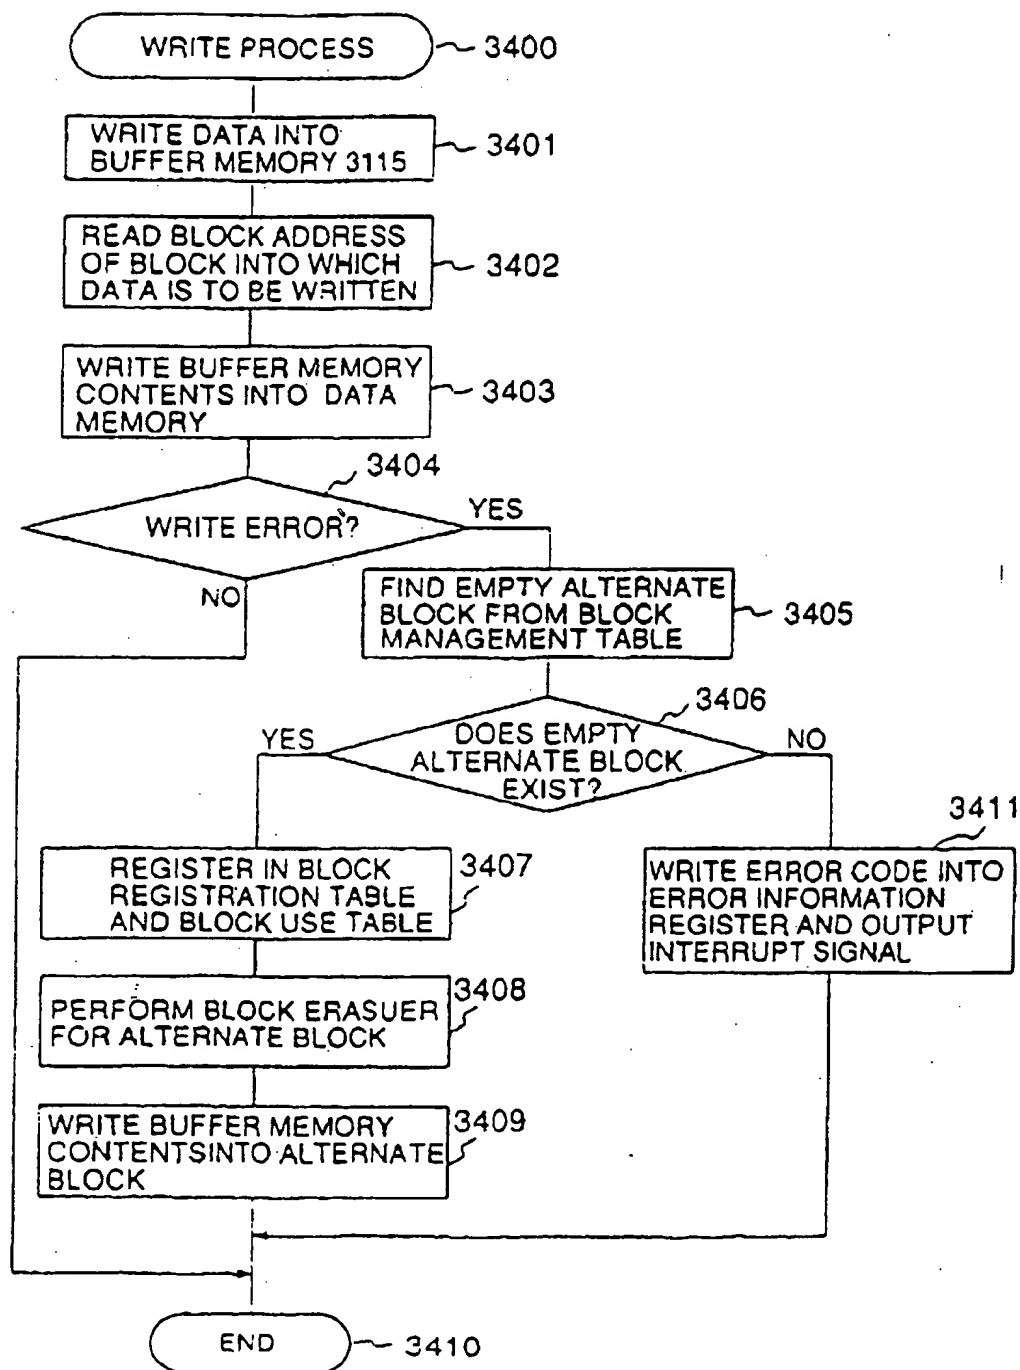 WRITE PROCESS
3400
WRITE DATA INTO
BUFFER MEMORY 3115
3401
READ BLOCK ADDRESS
OF BLOCK INTO WHICH
DATA IS TO BE WRITTEN
3402
WRITE BUFFER MEMORY
CONTENTS INTO DATA
MEMORY
3403
3404
WRITE ERROR?
YES
NO
FIND EMPTY ALTERNATE
BLOCK FROM BLOCK
MANAGEMENT TABLE
3405
3406
YES
DOES EMPTY
ALTERNATE BLOCK
EXIST?
NO
3407
REGISTER IN BLOCK
REGISTRATION TABLE
AND BLOCK USE TABLE
3411
WRITE ERROR CODE INTO
ERROR INFORMATION
REGISTER AND OUTPUT
INTERRUPT SIGNAL
3408
PERFORM BLOCK ERASUER
FOR ALTERNATE BLOCK
3409
WRITE BUFFER MEMORY
CONTENTSINTO ALTERNATE
BLOCK
END
3410